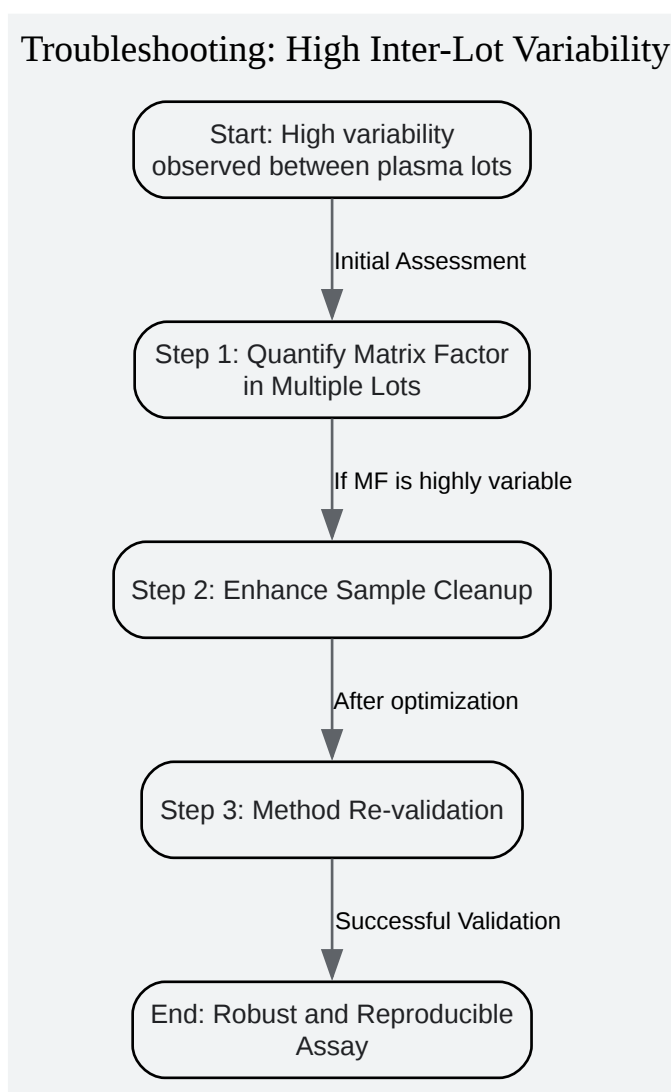 Troubleshooting: High Inter-Lot Variability
Start: High variability
observed between plasma lots
Initial Assessment
Step 1: Quantify Matrix Factor
in Multiple Lots
If MF is highly variable
Step 2: Enhance Sample Cleanup
After optimization
Step 3: Method Re-validation
Successful Validation
End: Robust and Reproducible
Assay